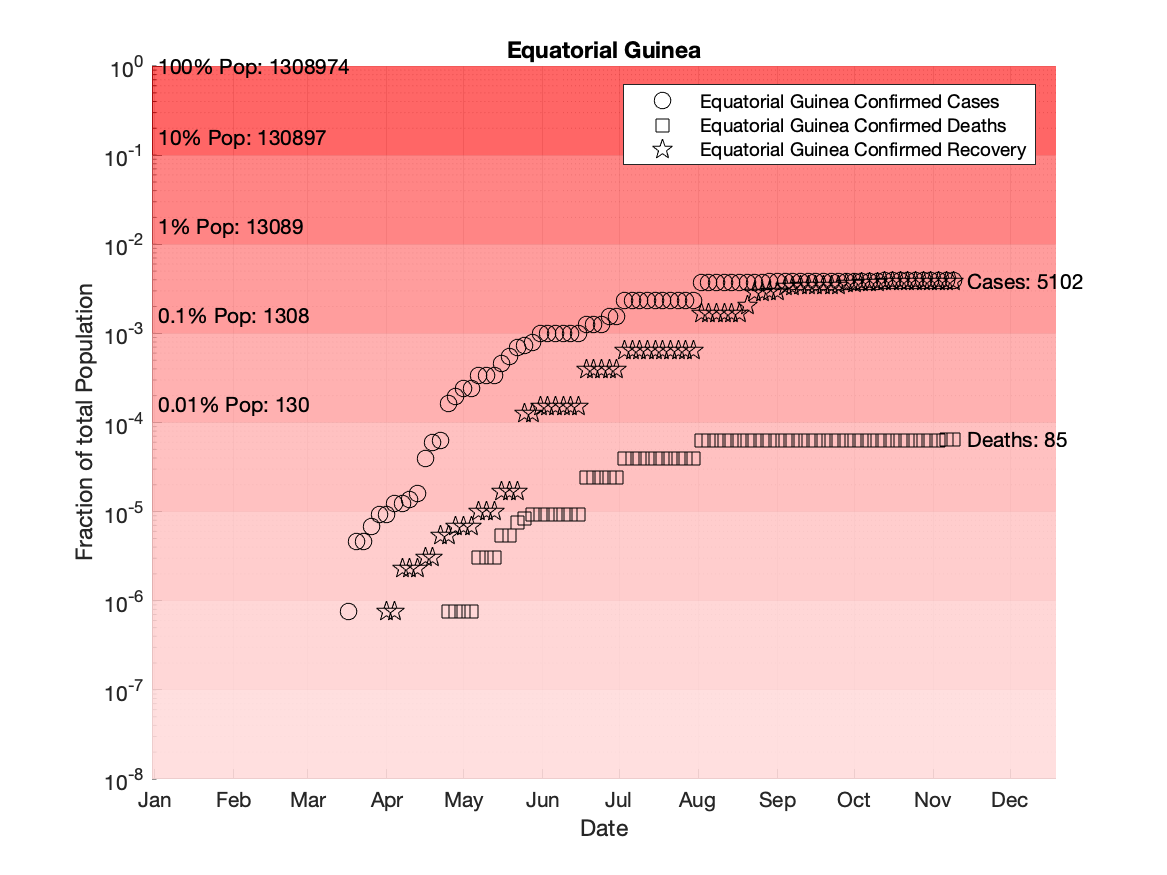 Equatorial Guinea
10^0
100% Pop: 1308974
Equatorial Guinea Confirmed Cases
Equatorial Guinea Confirmed Deaths
Equatorial Guinea Confirmed Recovery
10% Pop: 130897
10^-1
1% Pop: 13089
10^-2
Cases: 5102
0.1% Pop: 1308
10^-3
0.01% Pop: 130
10^-4
Deaths: 85
10^-5
10^-6
10^-7
10^-8
Fraction of total Population
Jan Feb Mar Apr May Jun Jul Aug Sep Oct Nov Dec
Date